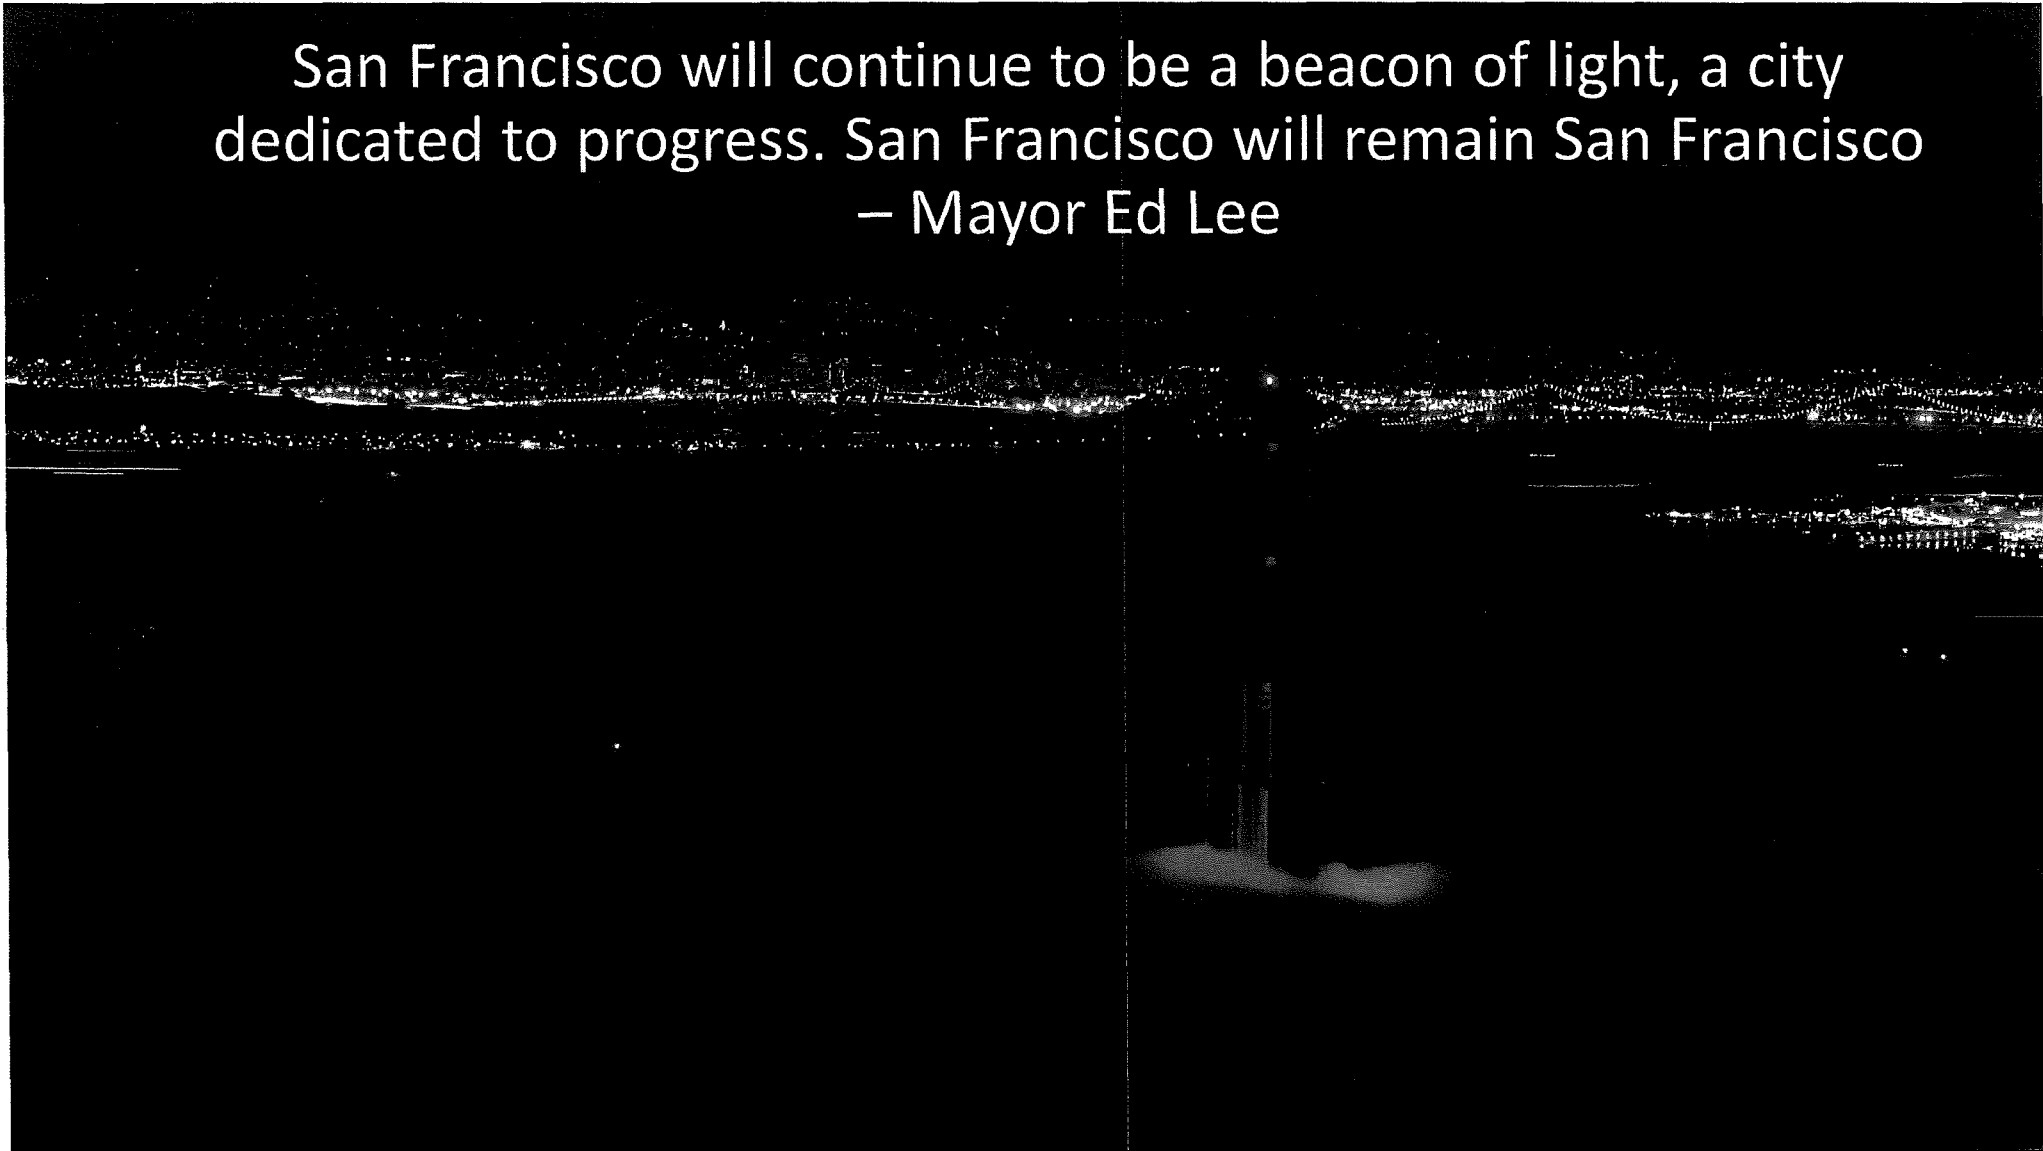 San Francisco will continue to be a beacon of light, a city
dedicated to progress. San Francisco will remain San Francisco
– Mayor Ed Lee